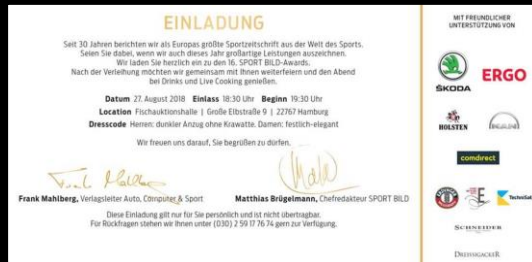 EINLADUNG
Seit 30 Jahren berichten wir als Europas größte Sportzeitschrift aus der Welt des Sports.
Seien Sie dabei, wenn wir auch dieses Jahr großartige Leistungen auszeichnen.
Wir laden Sie herzlich ein zu den 16. SPORT BILD-Awards.
Nach der Verleihung möchten wir gemeinsam mit Ihnen weiterfeiern und den Abend
bei Drinks und Live Cooking genießen.
Datum 27. August 2018 Einlass 18:30 Uhr Beginn 19:30 Uhr
Location Fischauktionshalle | Große Elbstraße 9 | 22767 Hamburg
Dresscode Herren: dunkler Anzug ohne Krawatte. Damen: festlich-elegant
Wir freuen uns darauf, Sie begrüßen zu dürfen.
Frank Mahlberg, Verlagsleiter Auto, Computer & Sport
Matthias Brügelmann, Chefredakteur SPORT BILD
Diese Einladung gilt nur für Sie persönlich und ist nicht übertragbar.
Für Rückfragen stehen wir Ihnen unter (030) 2 59 17 76 74 gern zur Verfügung.
MIT FREUNDLICHER
UNTERSTÜTZUNG VON
ŠKODA
ERGO
HOLSTEN
comdirect
TechniSat
SCHNEIDER
DRESSIGACKER